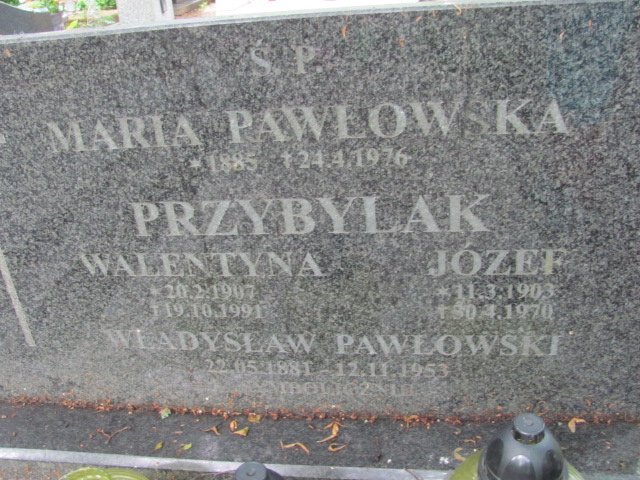 Ś. P.
MARIA PAWŁOWSKA
*1885 †24.4.1976
PRZYBYLAK
WALENTYNA JÓZEF
*20.2.1907 *11.3.1903
†19.10.1991 †30.4.1970
WŁADYSŁAW PAWŁOWSKI
22.05.1881 - 12.11.1953